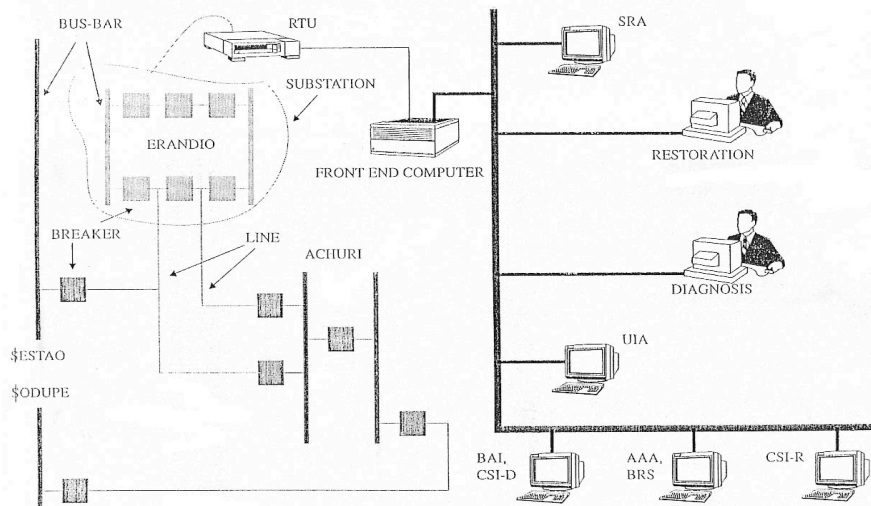 BUS-BAR
RTU
SRA
SUBSTATION
ERANDIO
FRONT END COMPUTER
RESTORATION
BREAKER
LINE
ACHURI
DIAGNOSIS
UIA
$ESTAO
$ODUPE
BAI,
CSI-D
AAA,
BRS
CSI-R